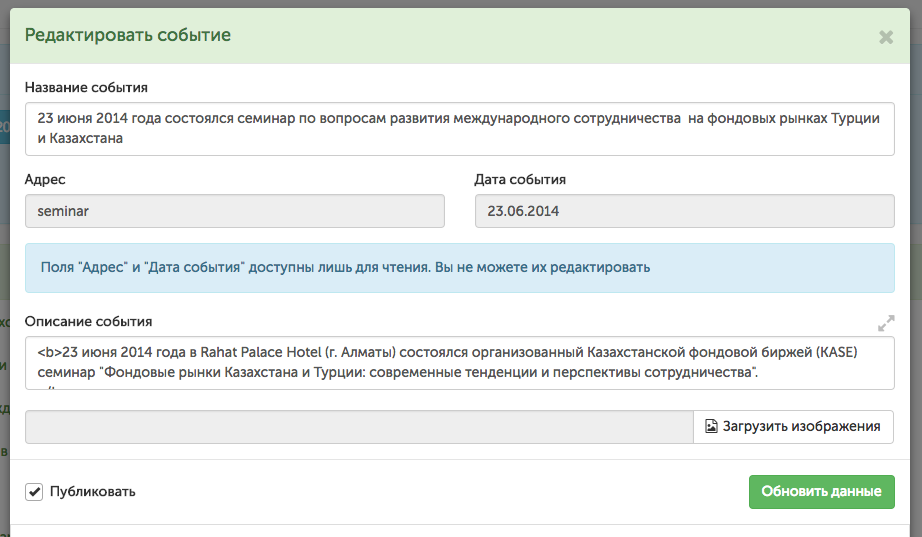 Редактировать событие
Название события
23 июня 2014 года состоялся семинар по вопросам развития международного сотрудничества на фондовых рынках Турции
и Казахстана
Адрес
Дата события
seminar
23.06.2014
Поля "Адрес" и "Дата события" доступны лишь для чтения. Вы не можете их редактировать
Описание события
<b>23 июня 2014 года в Rahat Palace Hotel (г. Алматы) состоялся организованный Казахстанской фондовой биржей (KASE)
семинар "Фондовые рынки Казахстана и Турции: современные тенденции и перспективы сотрудничества".
Загрузить изображения
Публиковать
Обновить данные